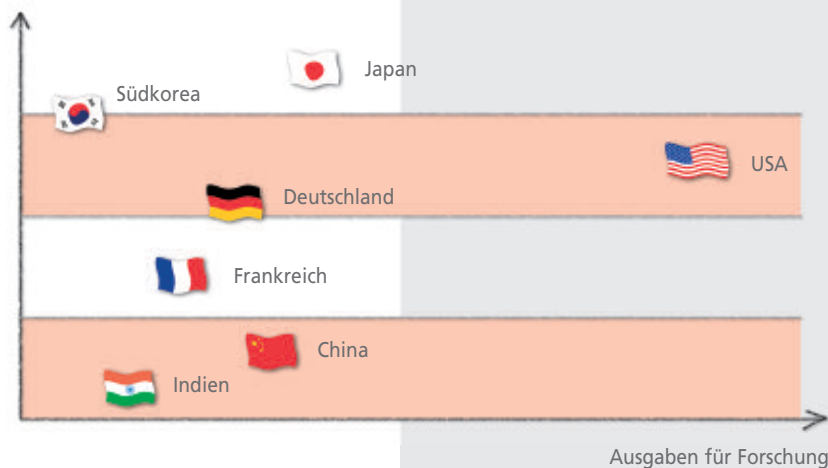 Japan
Südkorea
USA
Deutschland
Frankreich
China
Indien
Ausgaben für Forschung